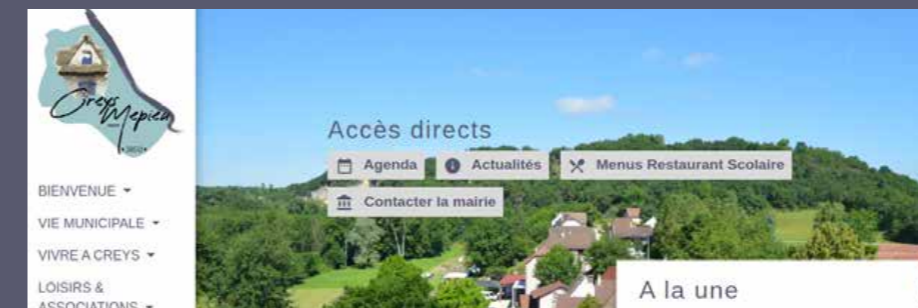 Creys
Mepieu
BIENVENUE
VIE MUNICIPALE
VIVRE A CREYS
LOISIRS &
ASSOCIATIONS
Accès directs
Agenda
Actualités
Menus Restaurant Scolaire
Contacter la mairie
A la une